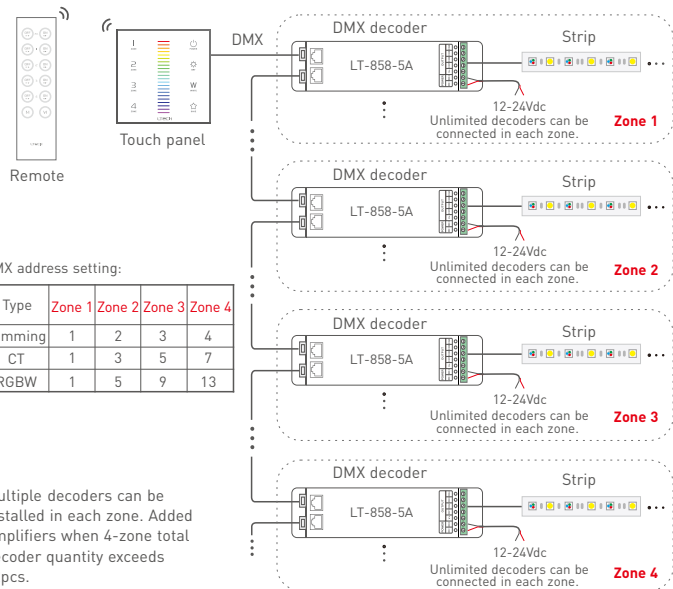 DMX
Touch panel
Remote
1
2
3
4
W
DMX decoder
LT-858-5A
Strip
12-24Vdc
Unlimited decoders can be
connected in each zone.
Zone 1
DMX decoder
LT-858-5A
Strip
12-24Vdc
Unlimited decoders can be
connected in each zone.
Zone 2
DMX decoder
LT-858-5A
Strip
12-24Vdc
Unlimited decoders can be
connected in each zone.
Zone 3
DMX decoder
LT-858-5A
Strip
12-24Vdc
Unlimited decoders can be
connected in each zone.
Zone 4
MX address setting:
Type Zone 1 Zone 2 Zone 3 Zone 4
mming 1 2 3 4
CT 1 3 5 7
RGBW 1 5 9 13
ultiple decoders can be
stalled in each zone. Added
mplifiers when 4-zone total
ecoder quantity exceeds
pcs.